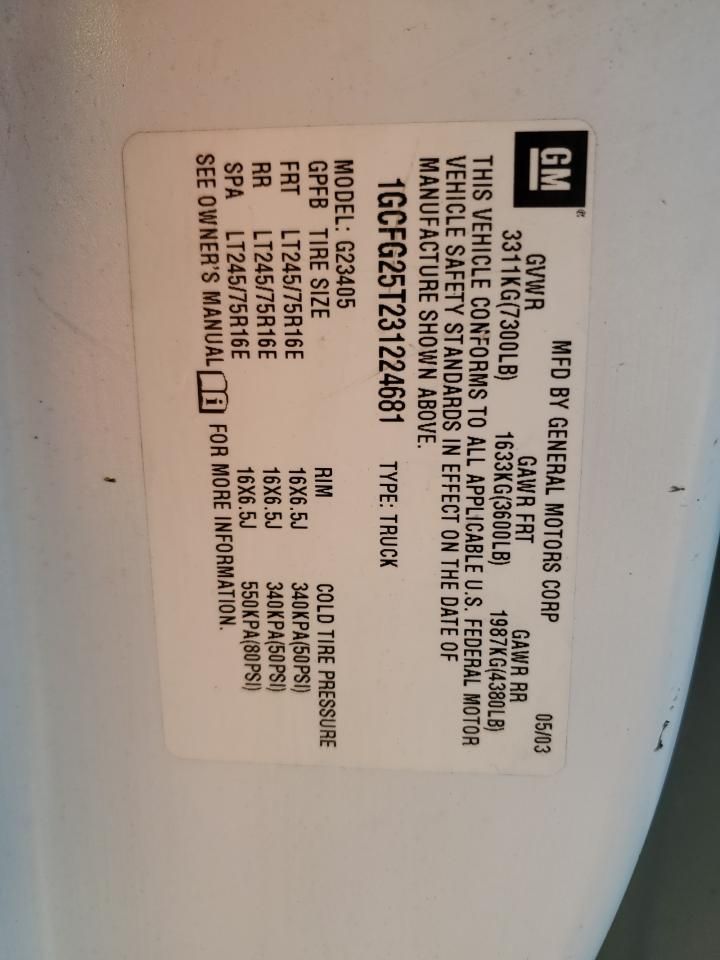 GM®
MFD BY GENERAL MOTORS CORP 05/03
GVWR GAWR FRT GAWR RR
3311KG(7300LB) 1633KG(3600LB) 1987KG(4380LB)
THIS VEHICLE CONFORMS TO ALL APPLICABLE U.S. FEDERAL MOTOR
VEHICLE SAFETY STANDARDS IN EFFECT ON THE DATE OF
MANUFACTURE SHOWN ABOVE.
1GCFG25T231224681 TYPE: TRUCK
MODEL: G23405
GPFB TIRE SIZE RIM COLD TIRE PRESSURE
FRT LT245/75R16E 16X6.5J 340KPA(50PSI)
RR LT245/75R16E 16X6.5J 340KPA(50PSI)
SPA LT245/75R16E 16X6.5J 550KPA(80PSI)
SEE OWNER'S MANUAL i FOR MORE INFORMATION.